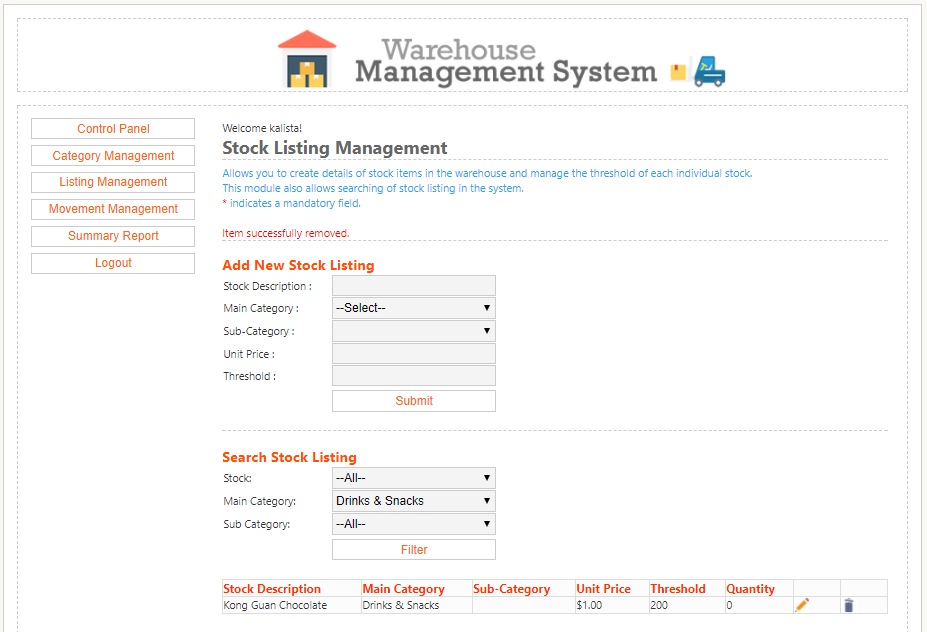 Warehouse
Management System
Control Panel
Category Management
Listing Management
Movement Management
Summary Report
Logout
Welcome kalista!
Stock Listing Management
Allows you to create details of stock items in the warehouse and manage the threshold of each individual stock.
This module also allows searching of stock listing in the system.
* indicates a mandatory field.
Item successfully removed.
Add New Stock Listing
Stock Description :
Main Category : --Select--
Sub-Category :
Unit Price :
Threshold :
Submit
Search Stock Listing
Stock: --All--
Main Category: Drinks & Snacks
Sub Category: --All--
Filter
Stock Description Main Category Sub-Category Unit Price Threshold Quantity
Kong Guan Chocolate Drinks & Snacks $1.00 200 0